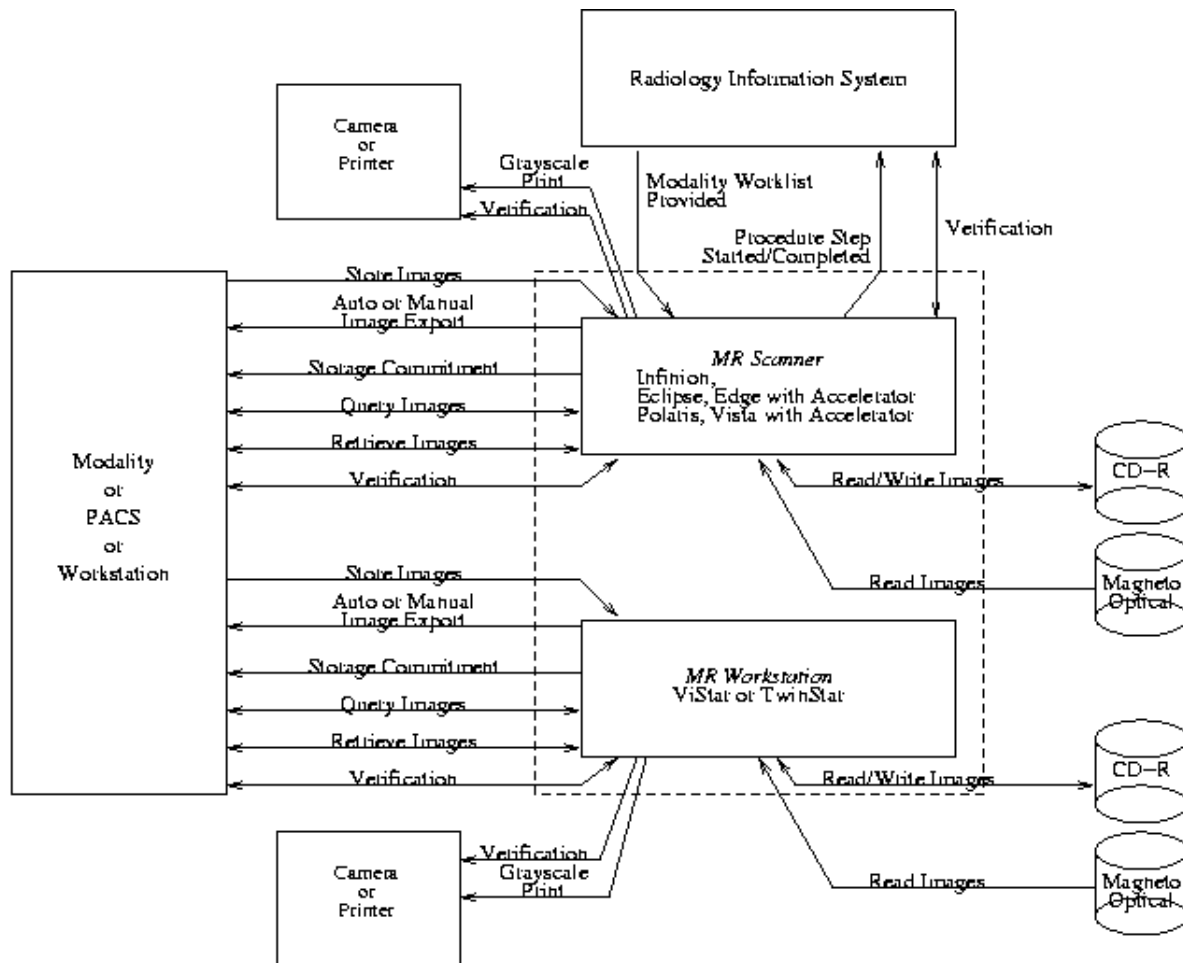 Radiology Information System
Camera
or
Printer
Grayscale
Print
Verification
Modality Worklist
Provided
Procedure Step
Started/Completed
Verification
Store Images
Auto or Manual
Image Export
Storage Commitment
Query Images
Retrieve Images
Verification
MR Scanner
Infinion,
Eclipse, Edge with Accelerator
Polaris, Vista with Accelerator
Modality
or
PACS
or
Workstation
Read/Write Images
CD-R
Read Images
Magneto
Optical
Store Images
Auto or Manual
Image Export
Storage Commitment
Query Images
Retrieve Images
Verification
MR Workstation
ViStar or TwinStar
Read/Write Images
CD-R
Read Images
Magneto
Optical
Verification
Grayscale
Print
Camera
or
Printer